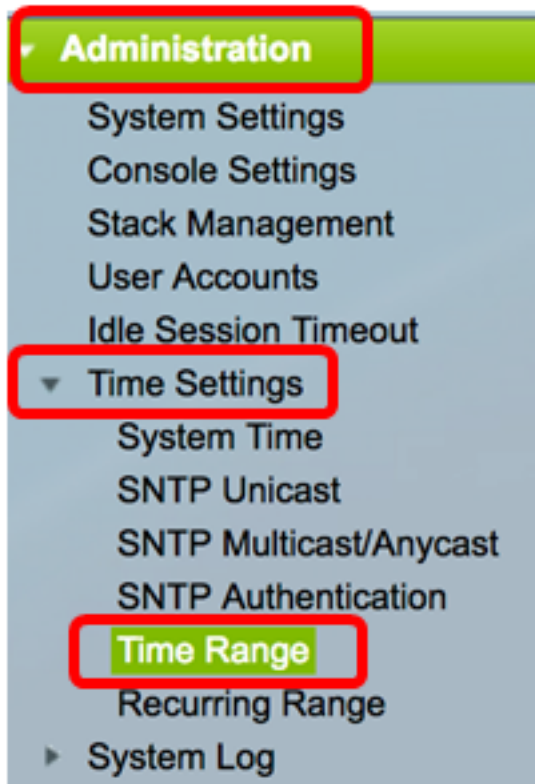 Administration
System Settings
Console Settings
Stack Management
User Accounts
Idle Session Timeout
Time Settings
System Time
SNTP Unicast
SNTP Multicast/Anycast
SNTP Authentication
Time Range
Recurring Range
System Log